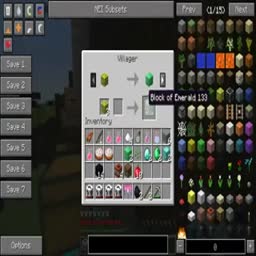 NEI Subsets
Prev
(1/15)
Next
Save 1
Save 2
Save 3
Save 4
Save 5
Save 6
Save 7
Villager
Block of Emerald 133
Inventory
Options
0